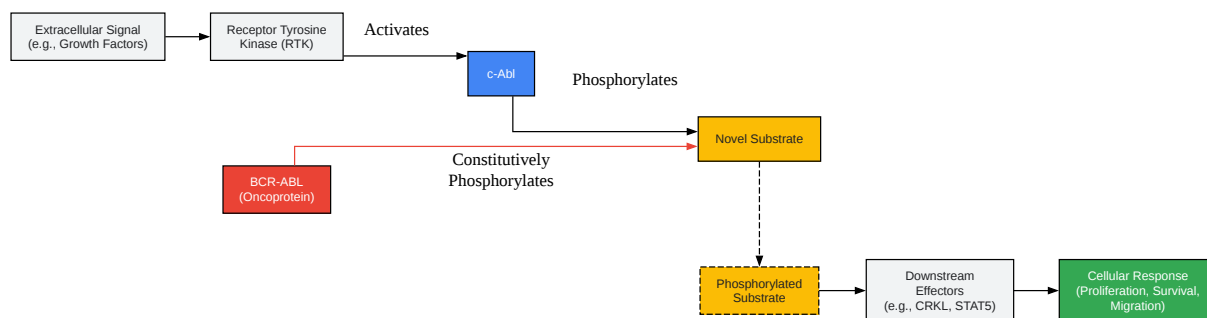 Extracellular Signal
(e.g., Growth Factors)
Receptor Tyrosine
Kinase (RTK)
Activates
c-Abl
Phosphorylates
Novel Substrate
BCR-ABL
(Oncoprotein)
Constitutively
Phosphorylates
Phosphorylated
Substrate
Downstream
Effectors
(e.g., CRKL, STAT5)
Cellular Response
(Proliferation, Survival,
Migration)